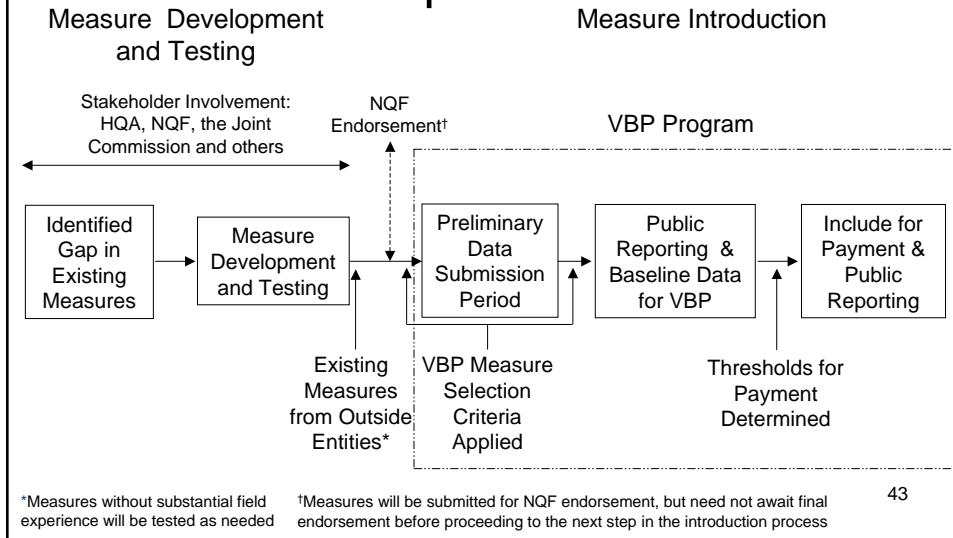 Measure Development
and Testing
Measure Introduction
Stakeholder Involvement:
HQA, NQF, the Joint
Commission and others
NQF
Endorsement†
VBP Program
Identified
Gap in
Existing
Measures
Measure
Development
and Testing
Preliminary
Data
Submission
Period
Public
Reporting &
Baseline Data
for VBP
Include for
Payment &
Public
Reporting
Existing
Measures
from Outside
Entities*
VBP Measure
Selection
Criteria
Applied
Thresholds for
Payment
Determined
*Measures without substantial field
experience will be tested as needed
†Measures will be submitted for NQF endorsement, but need not await final
endorsement before proceeding to the next step in the introduction process
43